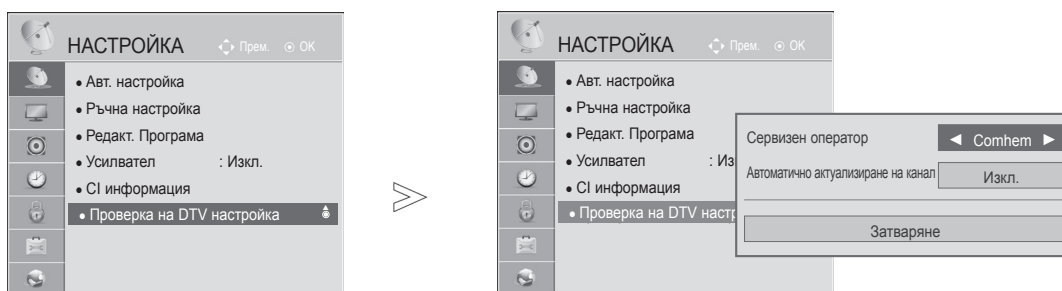 НАСТРОЙКА Прем. OK
• Авт. настройка
• Ръчна настройка
• Редакт. Програма
• Усилвател : Изкл.
• CI информация
• Проверка на DTV настройка
НАСТРОЙКА Прем. OK
• Авт. настройка
• Ръчна настройка
• Редакт. Програма
• Усилвател : Из
• CI информация
• Проверка на DTV настр
Сервизен оператор ◄ Comhem ►
Автоматично актуализиране на канал Изкл.
Затваряне